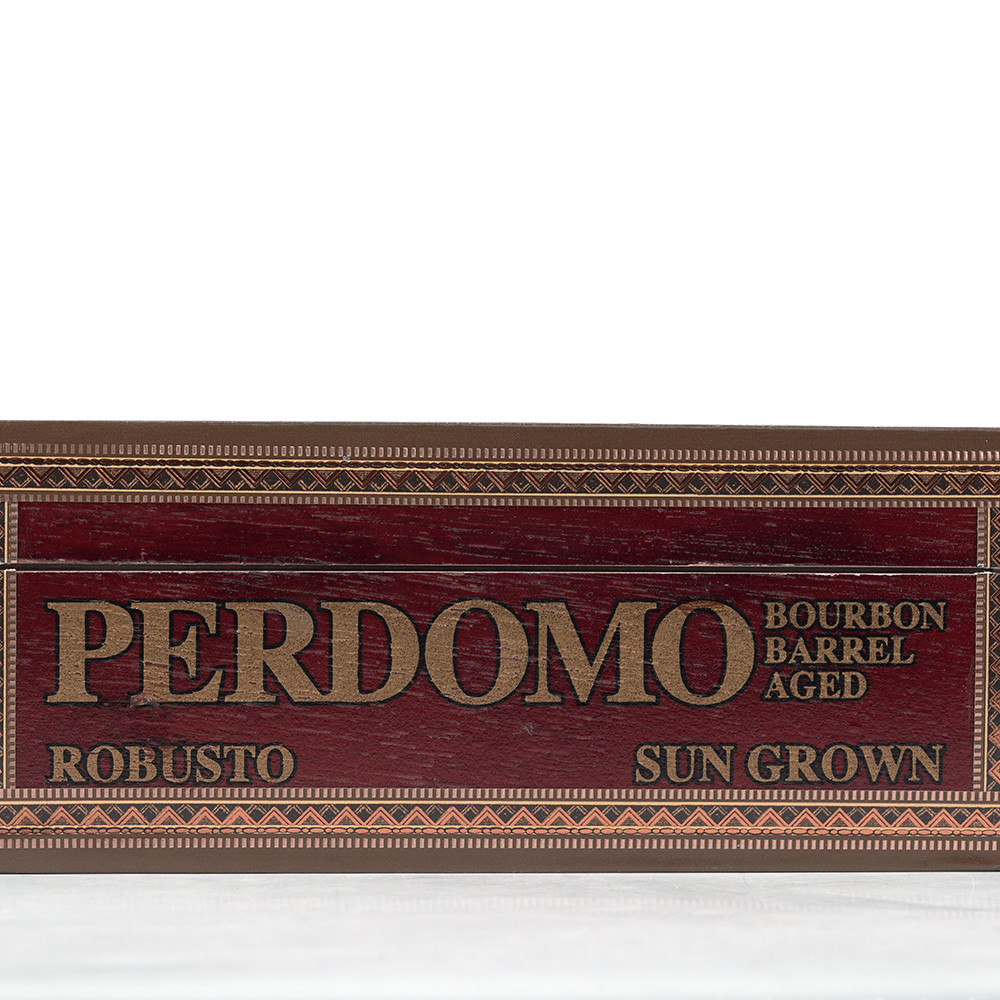 PERDOMO
BOURBON
BARREL
AGED
ROBUSTO
SUN GROWN